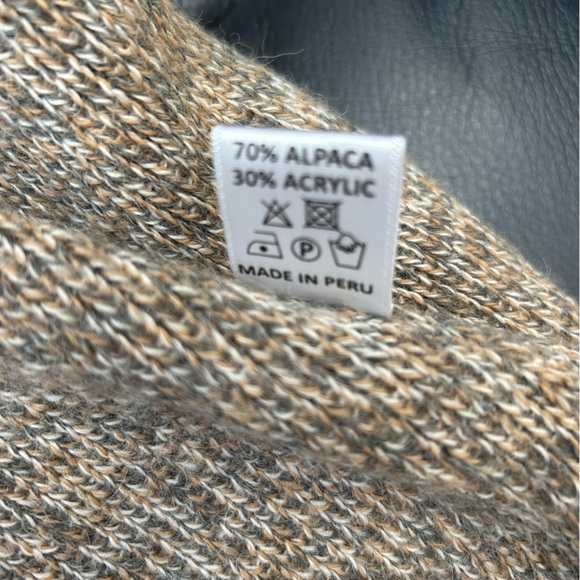 70% ALPACA
30% ACRYLIC
P
MADE IN PERU